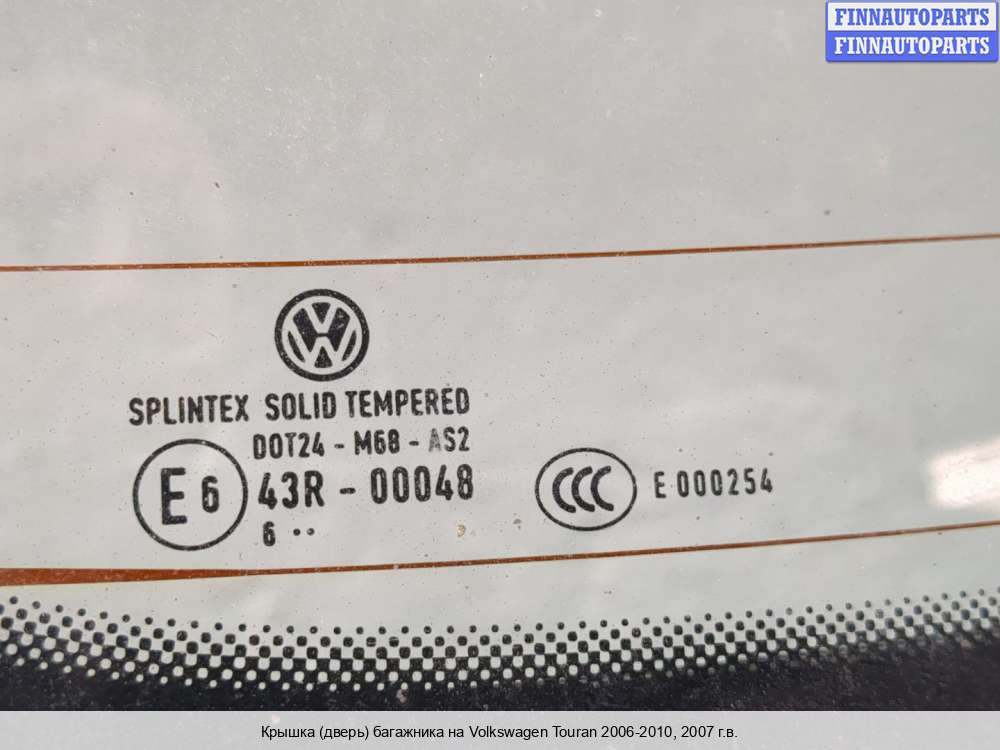 FINNAUTOPARTS
FINNAUTOPARTS
SPLINTEX SOLID TEMPERED
DOT24 - M68 - AS2
E6 43R - 00048
6 ··
CCC E 000254
Крышка (дверь) багажника на Volkswagen Touran 2006-2010, 2007 г.в.